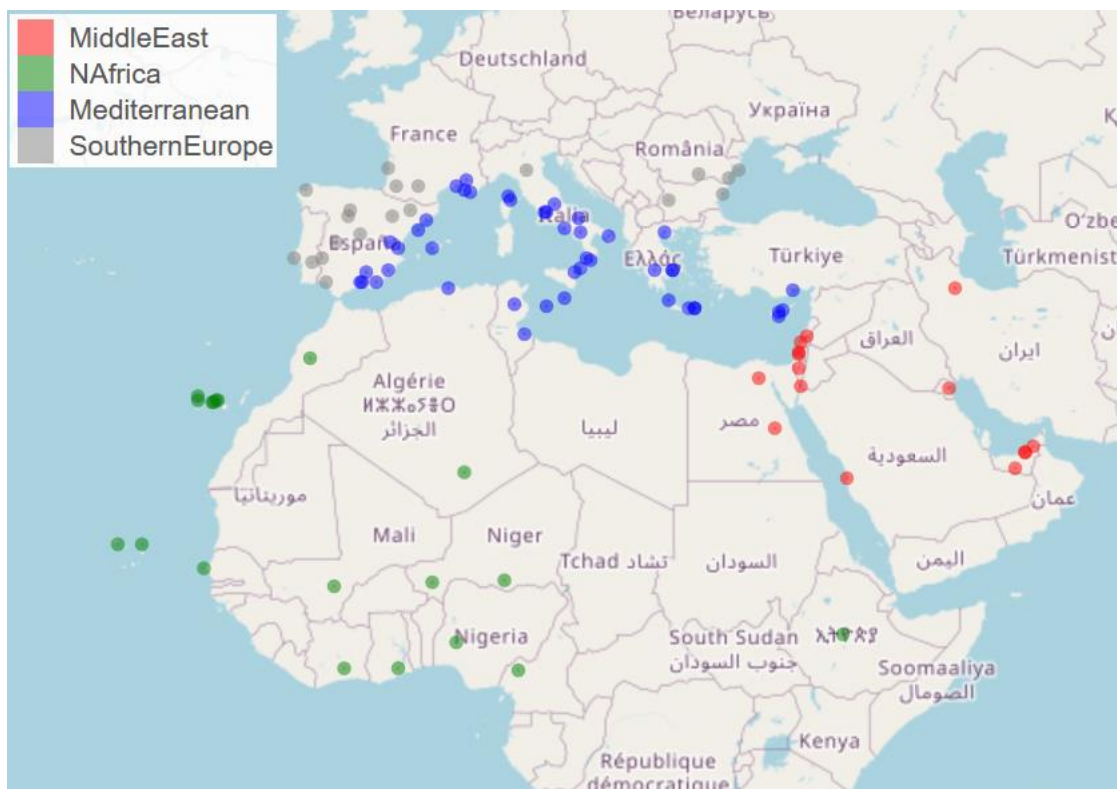 MiddleEast
NAfrica
Mediterranean
SouthernEurope
Беларусь
Deutschland
Україна
France
România
Italia
España
Ελλάς
Türkiye
Türkmenist
العراق
ایران
Algérie
ⵍⵣⵣⴰⵢⴻⵔ
الجزائر
ليبيا
مصر
السعودية
موريتانيا
عمان
Mali
Niger
Tchad تشاد
السودان
اليمن
Nigeria
South Sudan
جنوب السودان
ኢትዮጵያ
Soomaaliya
الصومال
Kenya
République
démocratique